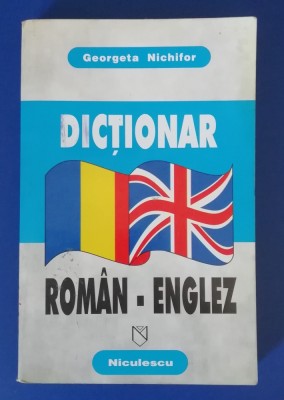 Georgeta Nichifor
DICȚIONAR
ROMÂN - ENGLEZ
Niculescu